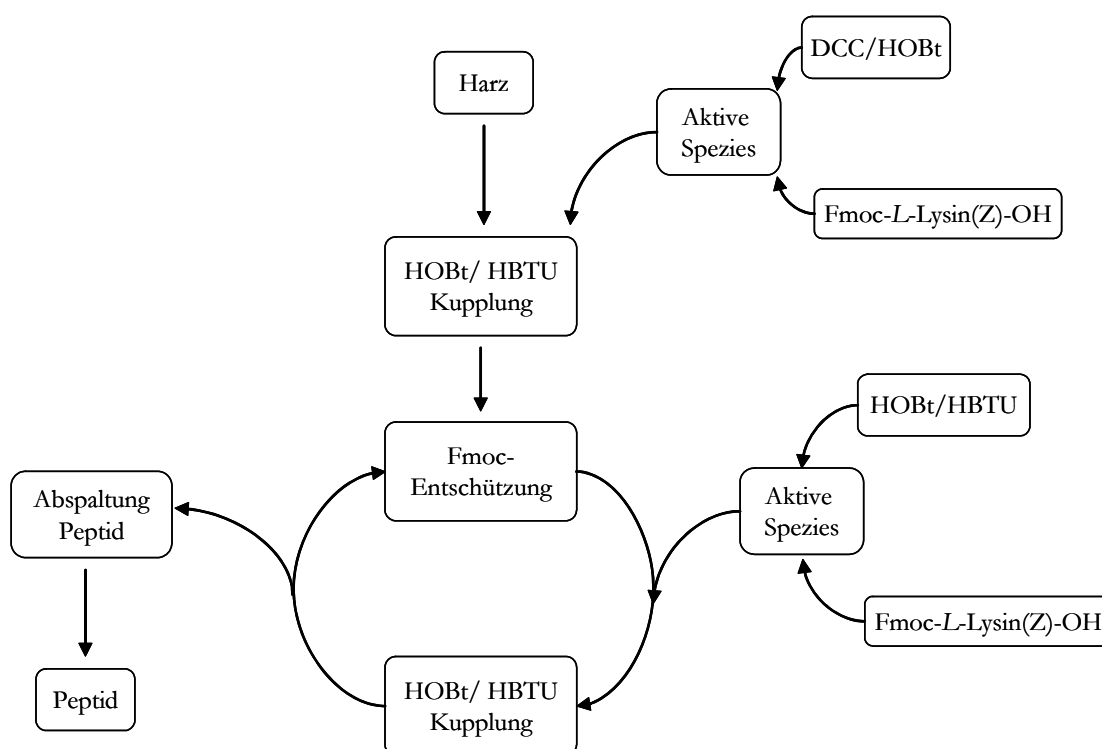 DCC/HOBt
Harz
Aktive
Spezies
Fmoc-L-Lysin(Z)-OH
HOBt/ HBTU
Kupplung
HOBt/HBTU
Fmoc-
Entschützung
Aktive
Spezies
Abspaltung
Peptid
Fmoc-L-Lysin(Z)-OH
HOBt/ HBTU
Kupplung
Peptid